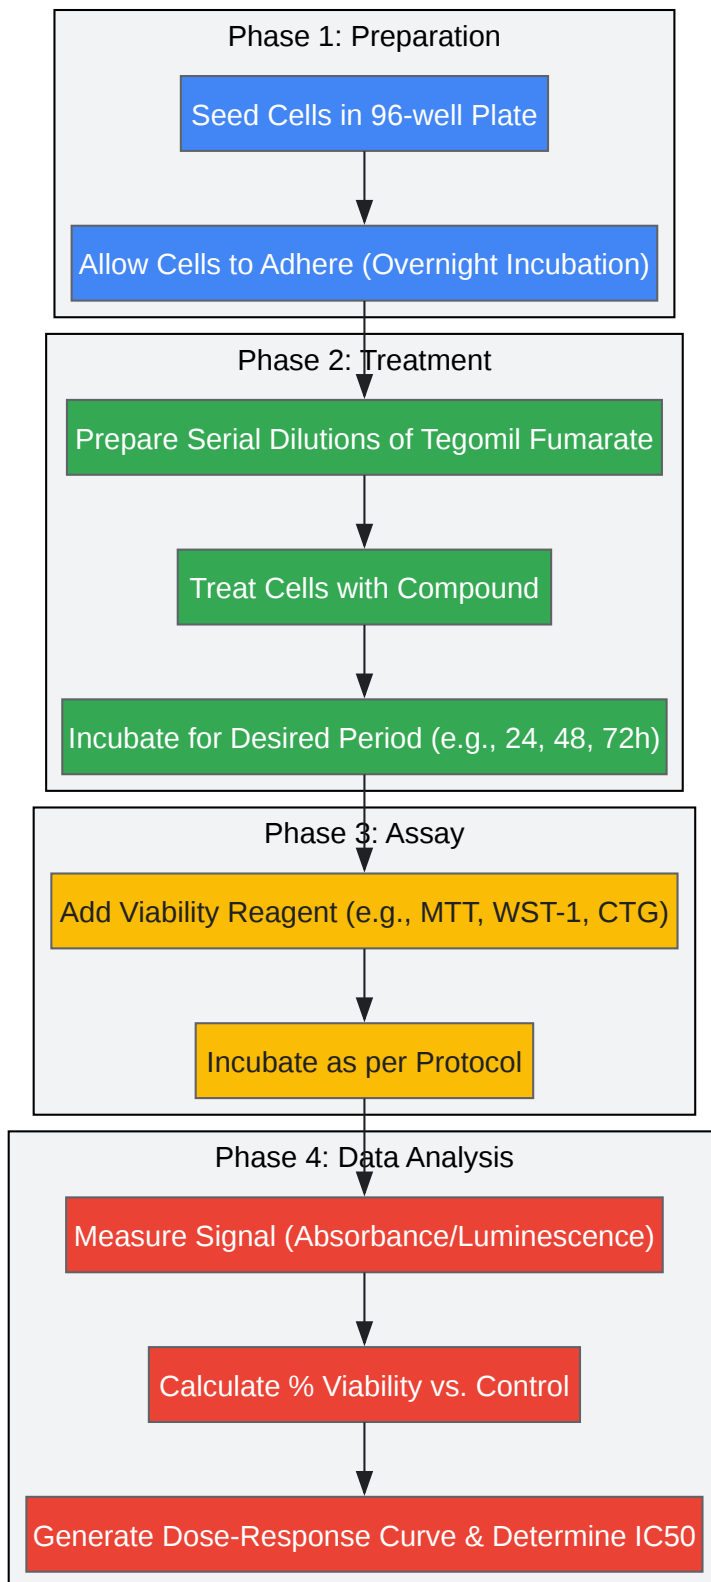 Phase 1: Preparation
Seed Cells in 96-well Plate
Allow Cells to Adhere (Overnight Incubation)
Phase 2: Treatment
Prepare Serial Dilutions of Tegomil Fumarate
Treat Cells with Compound
Incubate for Desired Period (e.g., 24, 48, 72h)
Phase 3: Assay
Add Viability Reagent (e.g., MTT, WST-1, CTG)
Incubate as per Protocol
Phase 4: Data Analysis
Measure Signal (Absorbance/Luminescence)
Calculate % Viability vs. Control
Generate Dose-Response Curve & Determine IC50